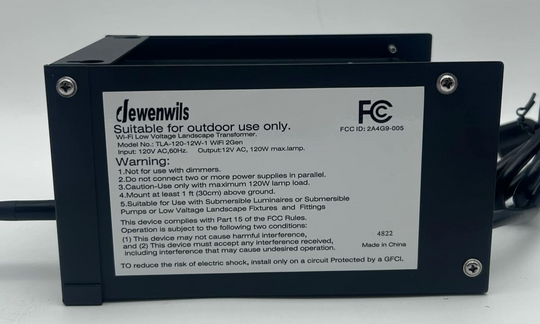 dewenwils
FC
Suitable for outdoor use only.
Wi-Fi Low Voltage Landscape Transformer.
FCC ID: 2A4G9-005
Model No.: TLA-120-12W-1 WiFi 2Gen
Input: 120V AC,60Hz. Output:12V AC, 120W max.lamp.
Warning:
1.Not for use with dimmers.
2.Do not connect two or more power supplies in parallel.
3.Caution-Use only with maximum 120W lamp load.
4.Mount at least 1 ft (30cm) above ground.
5.Suitable for Use with Submersible Luminaires or Submersible
Pumps or Low Vatage Landscape Fixtures and Fittings
This device complies with Part 15 of the FCC Rules.
Operation is subject to the following two conditions:
(1) This device may not cause harmful interference,
and (2) This device must accept any interference received,
including interference that may cause undesired operation.
4822
Made in China
TO reduce the risk of electric shock, install only on a circuit Protected by a GFCI.